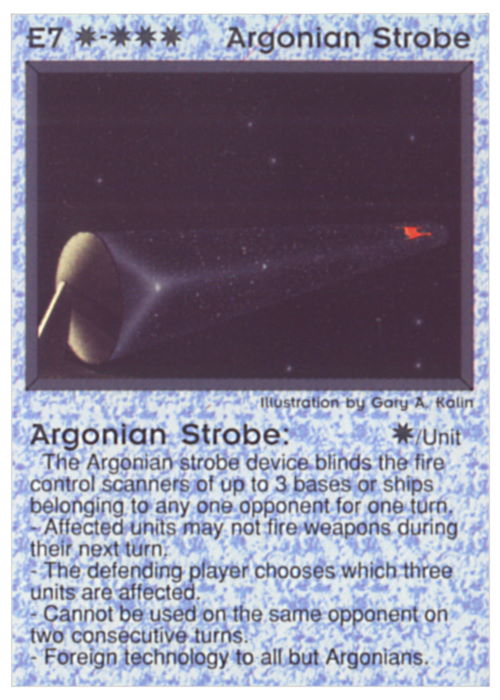 E7 ✷-✷✷✷ Argonian Strobe
Illustration by Gary A. Kalin
Argonian Strobe: ✷/Unit
The Argonian strobe device blinds the fire
control scanners of up to 3 bases or ships
belonging to any one opponent for one turn.
- Affected units may not fire weapons during
their next turn.
- The defending player chooses which three
units are affected.
- Cannot be used on the same opponent on
two consecutive turns.
- Foreign technology to all but Argonians.